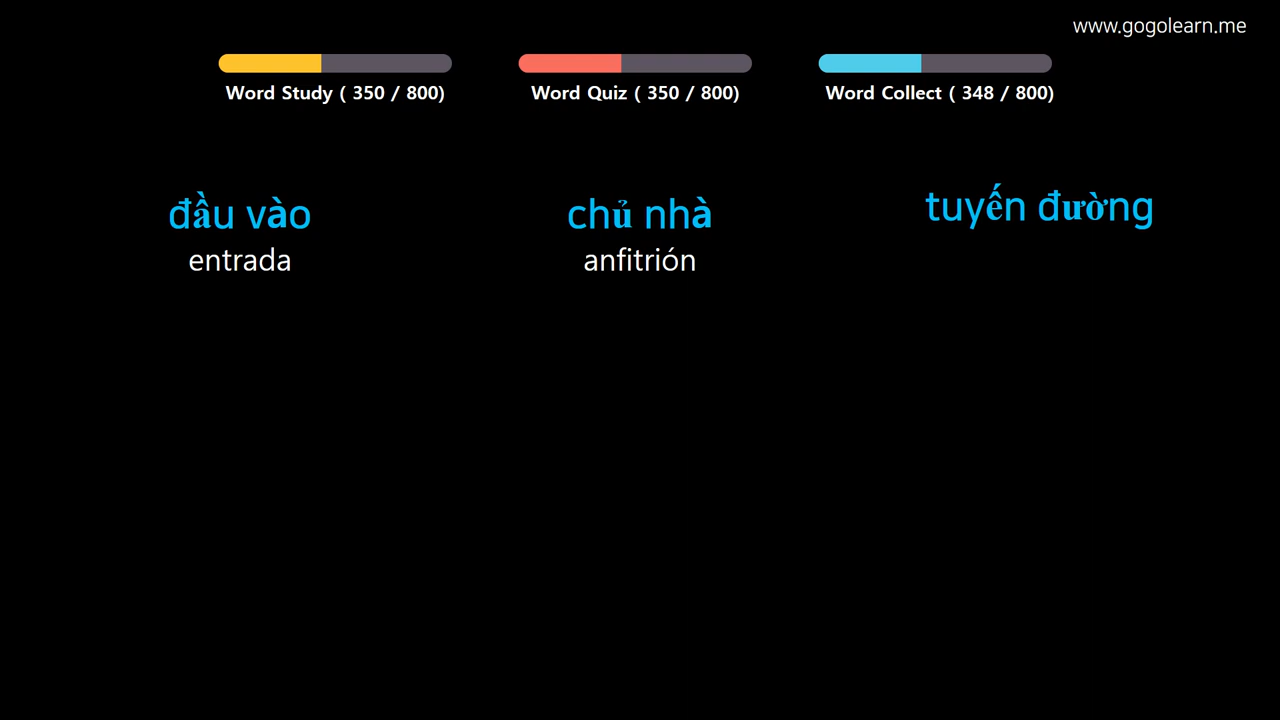 www.gogolearn.me
Word Study ( 350 / 800)
Word Quiz ( 350 / 800)
Word Collect ( 348 / 800)
đầu vào
entrada
chủ nhà
anfitrión
tuyến đường